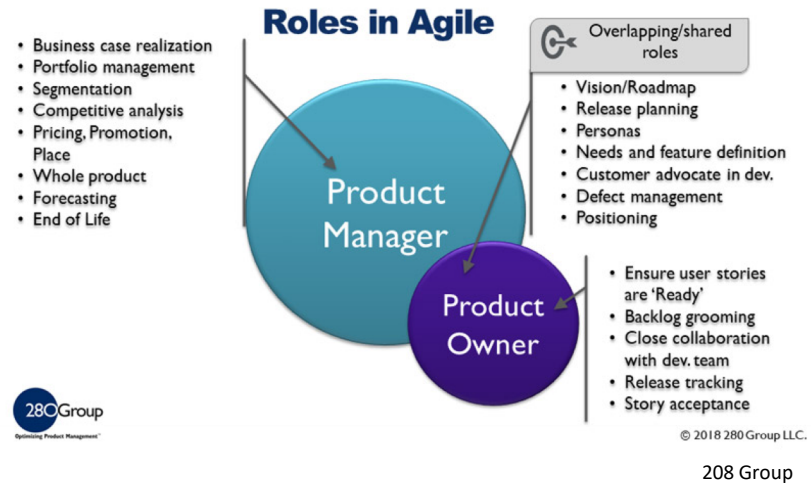 Roles in Agile
• Business case realization
• Portfolio management
• Segmentation
• Competitive analysis
• Pricing, Promotion,
Place
• Whole product
• Forecasting
• End of Life
Overlapping/shared
roles
• Vision/Roadmap
• Release planning
• Personas
• Needs and feature definition
• Customer advocate in dev.
• Defect management
• Positioning
Product
Manager
Product
Owner
• Ensure user stories
are ‘Ready’
• Backlog grooming
• Close collaboration
with dev. team
• Release tracking
• Story acceptance
280Group
Optimizing Product Management™
© 2018 280 Group LLC.
208 Group